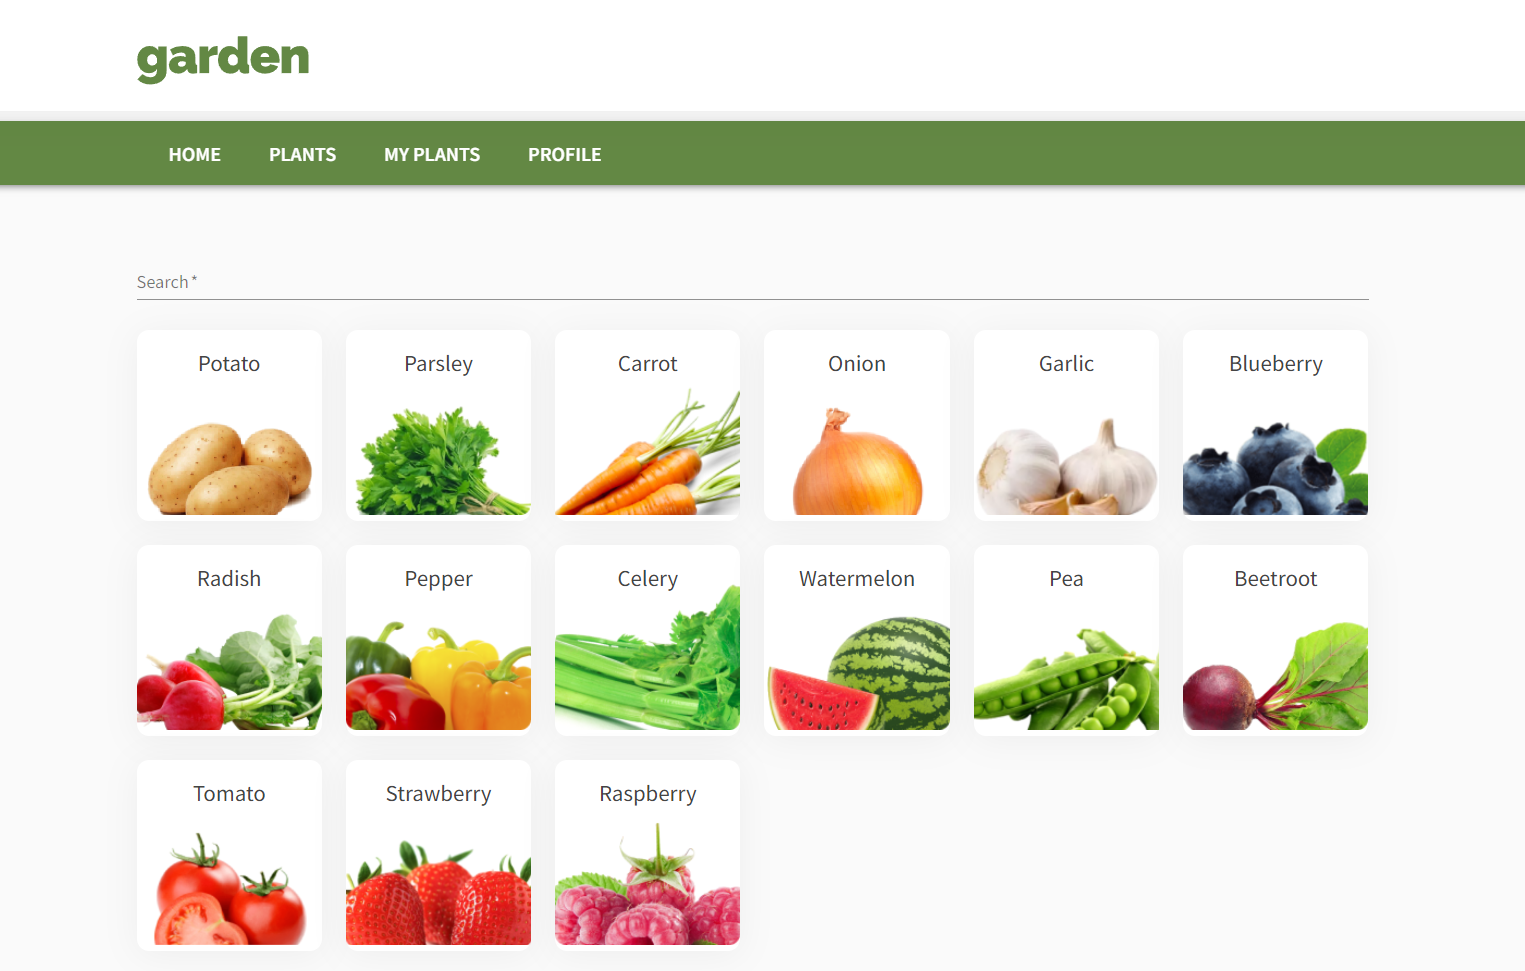 garden
HOME PLANTS MY PLANTS PROFILE
Search *
Potato Parsley Carrot Onion Garlic Blueberry
Radish Pepper Celery Watermelon Pea Beetroot
Tomato Strawberry Raspberry